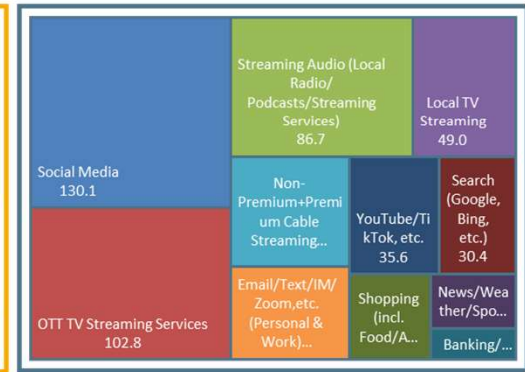 Social Media
130.1
OTT TV Streaming Services
102.8
Streaming Audio (Local
Radio/
Podcasts/Streaming
Services)
86.7
Local TV
Streaming
49.0
Non-
Premium+Premi
um Cable
Streaming...
YouTube/Ti
kTok, etc.
35.6
Search
(Google,
Bing,
etc.)
30.4
Email/Text/IM/
Zoom,etc.
(Personal &
Work)...
Shopping
(incl.
Food/A...
News/Wea
ther/Spo...
Banking/...